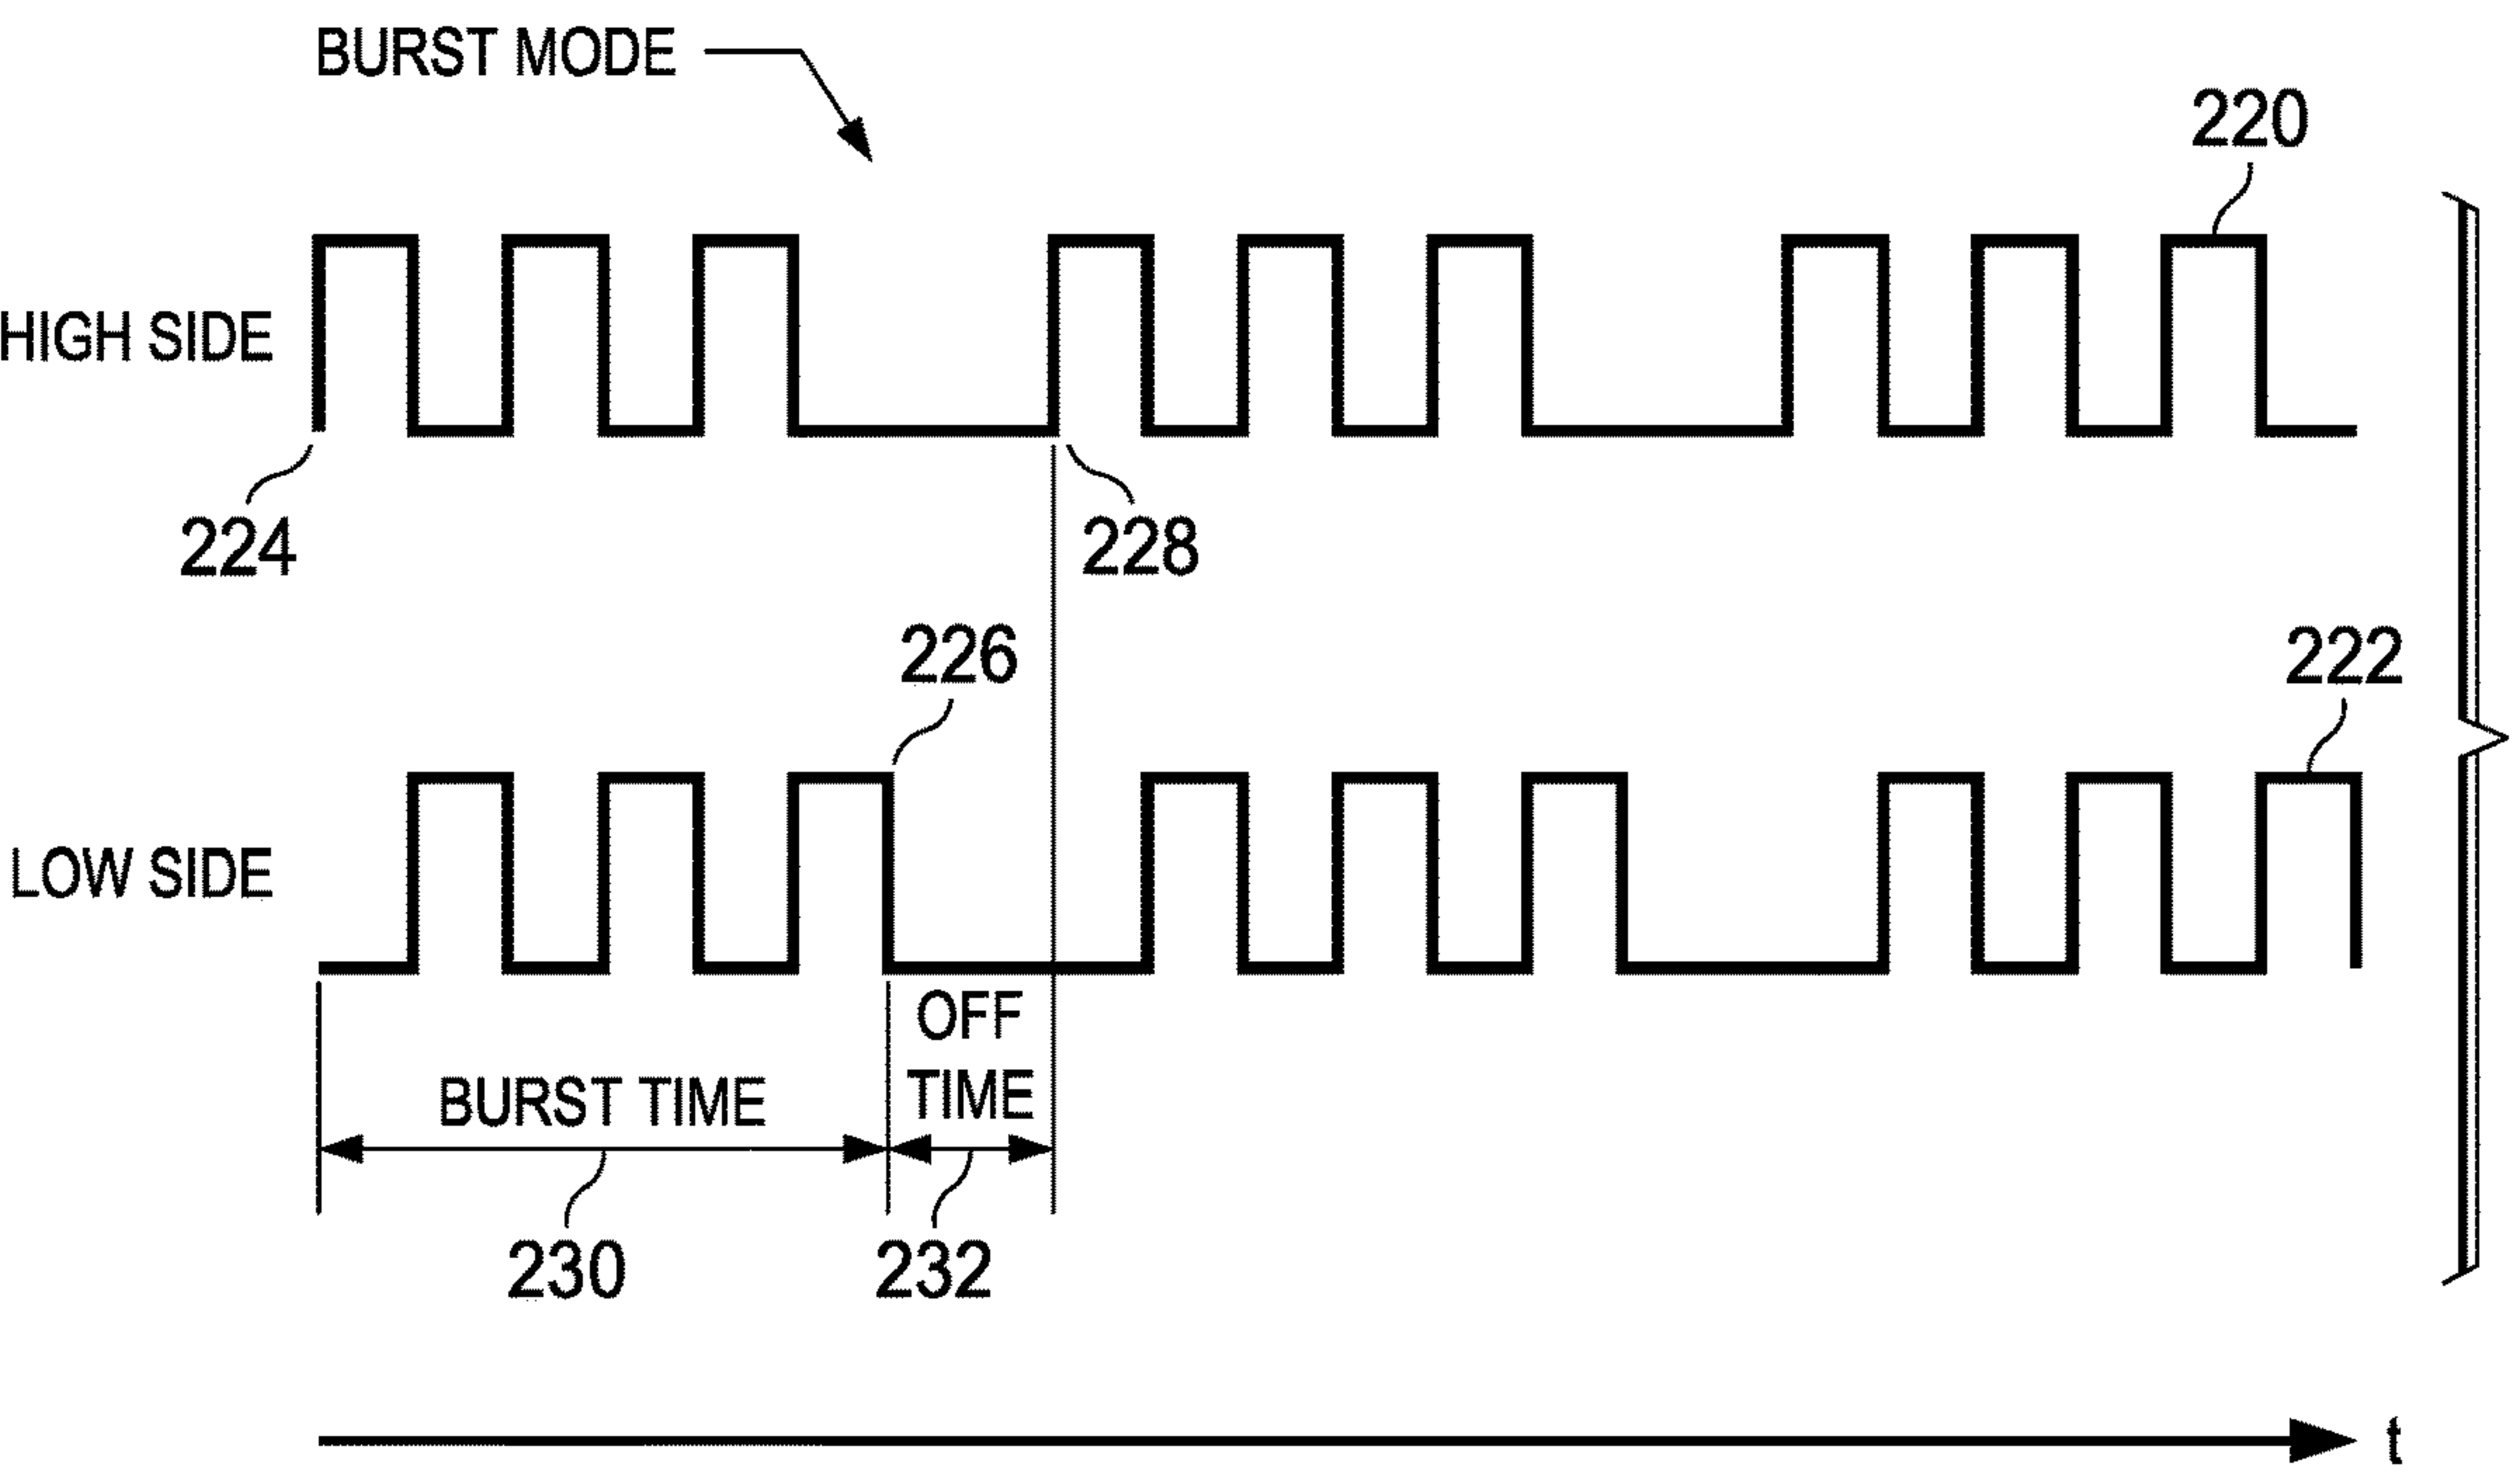 BURST MODE
220
HIGH SIDE
224
228
226
222
LOW SIDE
OFF
TIME
BURST TIME
230
232
t